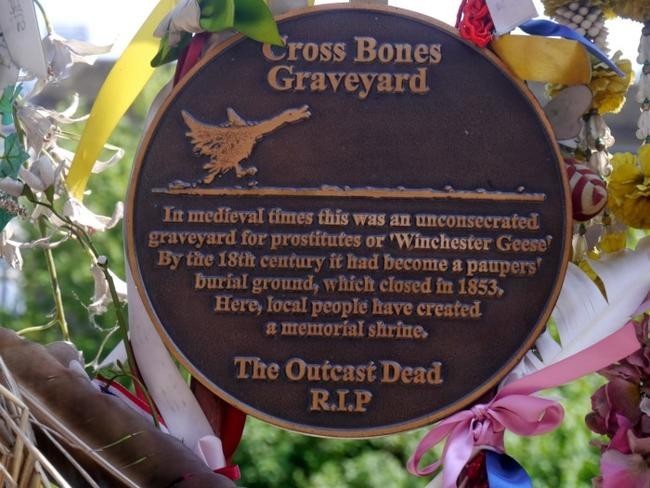 Cross Bones
Graveyard
In medieval times this was an unconsecrated
graveyard for prostitutes or 'Winchester Geese'
By the 18th century it had become a paupers'
burial ground, which closed in 1853.
Here, local people have created
a memorial shrine.
The Outcast Dead
R.I.P